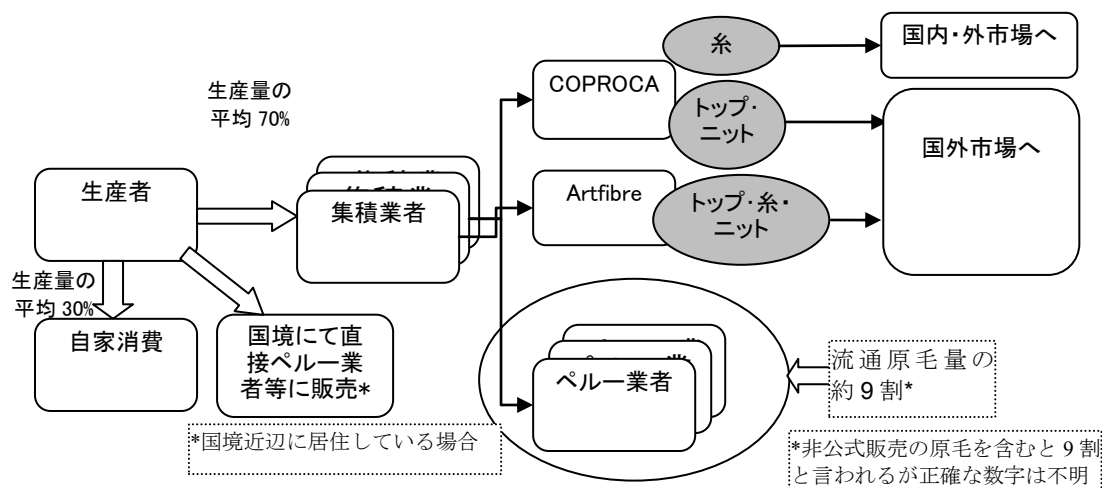 糸
国内・外市場へ
生産量の
平均 70%
COPROCA
トップ・
ニット
国外市場へ
生産者
集積業者
Artfibre
トップ・糸・
ニット
生産量の
平均 30%
自家消費
国境にて直
接ペルー業
者等に販売*
ペルー業者
流通原毛量の
約 9 割*
*国境近辺に居住している場合
*非公式販売の原毛を含むと 9 割
と言われるが正確な数字は不明